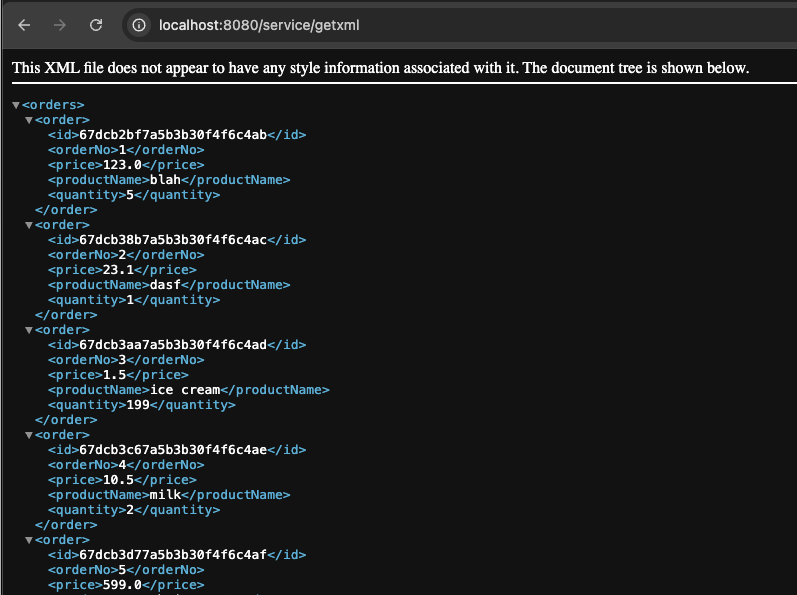 localhost:8080/service/getxml
This XML file does not appear to have any style information associated with it. The document tree is shown below.
<orders>
<order>
<id>67dcb2bf7a5b3b30f4f6c4ab</id>
<orderNo>1</orderNo>
<price>123.0</price>
<productName>blah</productName>
<quantity>5</quantity>
</order>
<order>
<id>67dcb38b7a5b3b30f4f6c4ac</id>
<orderNo>2</orderNo>
<price>23.1</price>
<productName>dasf</productName>
<quantity>1</quantity>
</order>
<order>
<id>67dcb3aa7a5b3b30f4f6c4ad</id>
<orderNo>3</orderNo>
<price>1.5</price>
<productName>ice cream</productName>
<quantity>199</quantity>
</order>
<order>
<id>67dcb3c67a5b3b30f4f6c4ae</id>
<orderNo>4</orderNo>
<price>10.5</price>
<productName>milk</productName>
<quantity>2</quantity>
</order>
<order>
<id>67dcb3d77a5b3b30f4f6c4af</id>
<orderNo>5</orderNo>
<price>599.0</price>